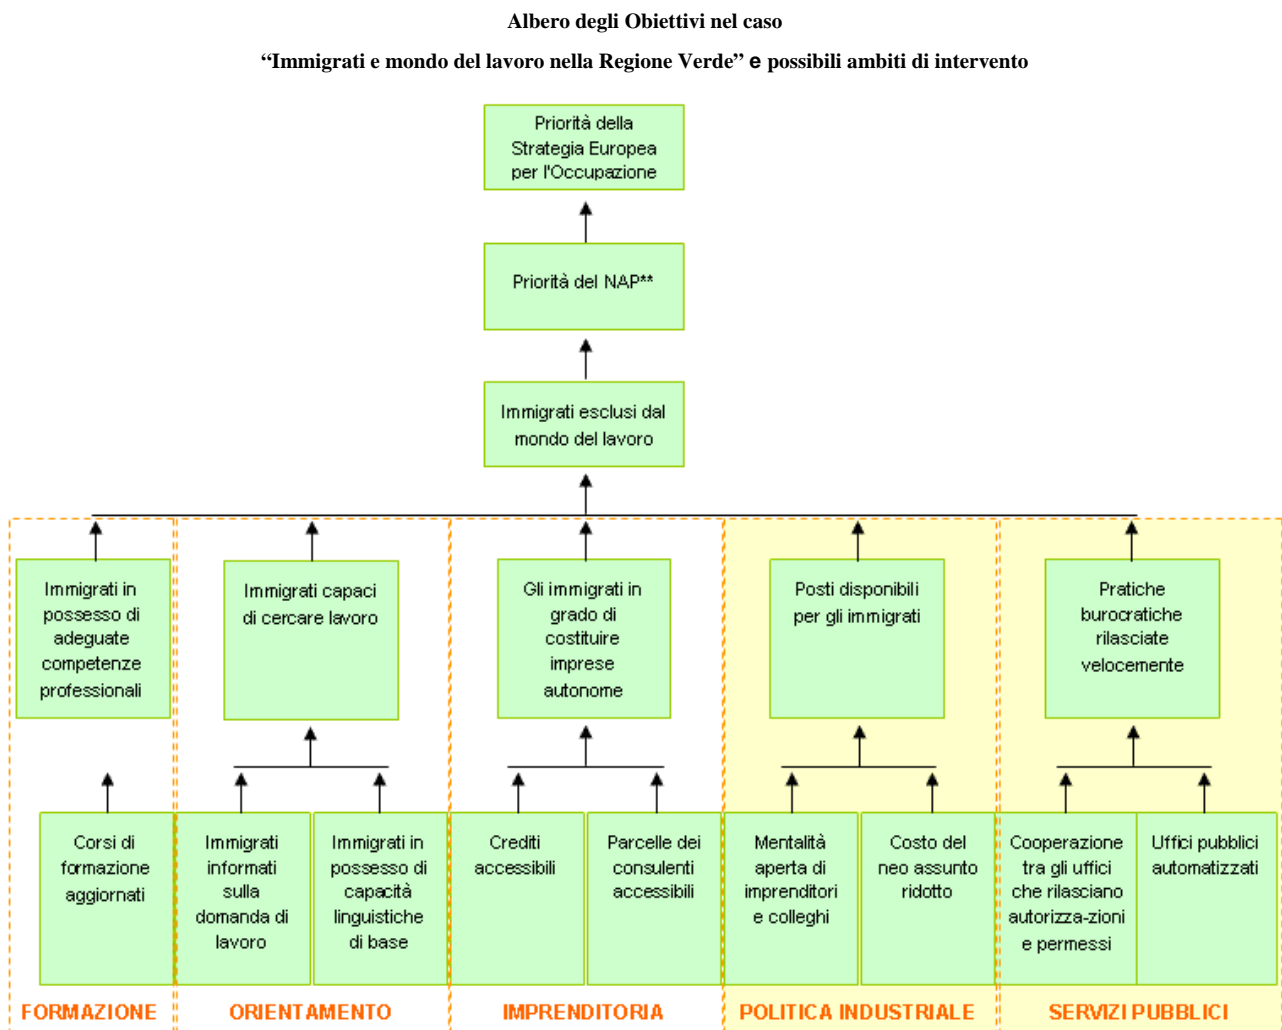 Albero degli Obiettivi nel caso
“Immigrati e mondo del lavoro nella Regione Verde” e possibili ambiti di intervento
Priorità della
Strategia Europea
per l'Occupazione
Priorità del NAP**
Immigrati esclusi dal
mondo del lavoro
Immigrati in
possesso di
adeguate
competenze
professionali
Immigrati capaci
di cercare lavoro
Gli immigrati in
grado di
costituire
imprese
autonome
Posti disponibili
per gli immigrati
Pratiche
burocratiche
rilasciate
velocemente
Corsi di
formazione
aggiornati
Immigrati
informati
sulla
domanda di
lavoro
Immigrati in
possesso di
capacità
linguistiche
di base
Crediti
accessibili
Parcelle dei
consulenti
accessibili
Mentalità
aperta di
imprenditori
e colleghi
Costo del
neo assunto
ridotto
Cooperazione
tra gli uffici
che rilasciano
autorizza-zioni
e permessi
Uffici pubblici
automatizzati
FORMAZIONE
ORIENTAMENTO
IMPRENDITORIA
POLITICA INDUSTRIALE
SERVIZI PUBBLICI